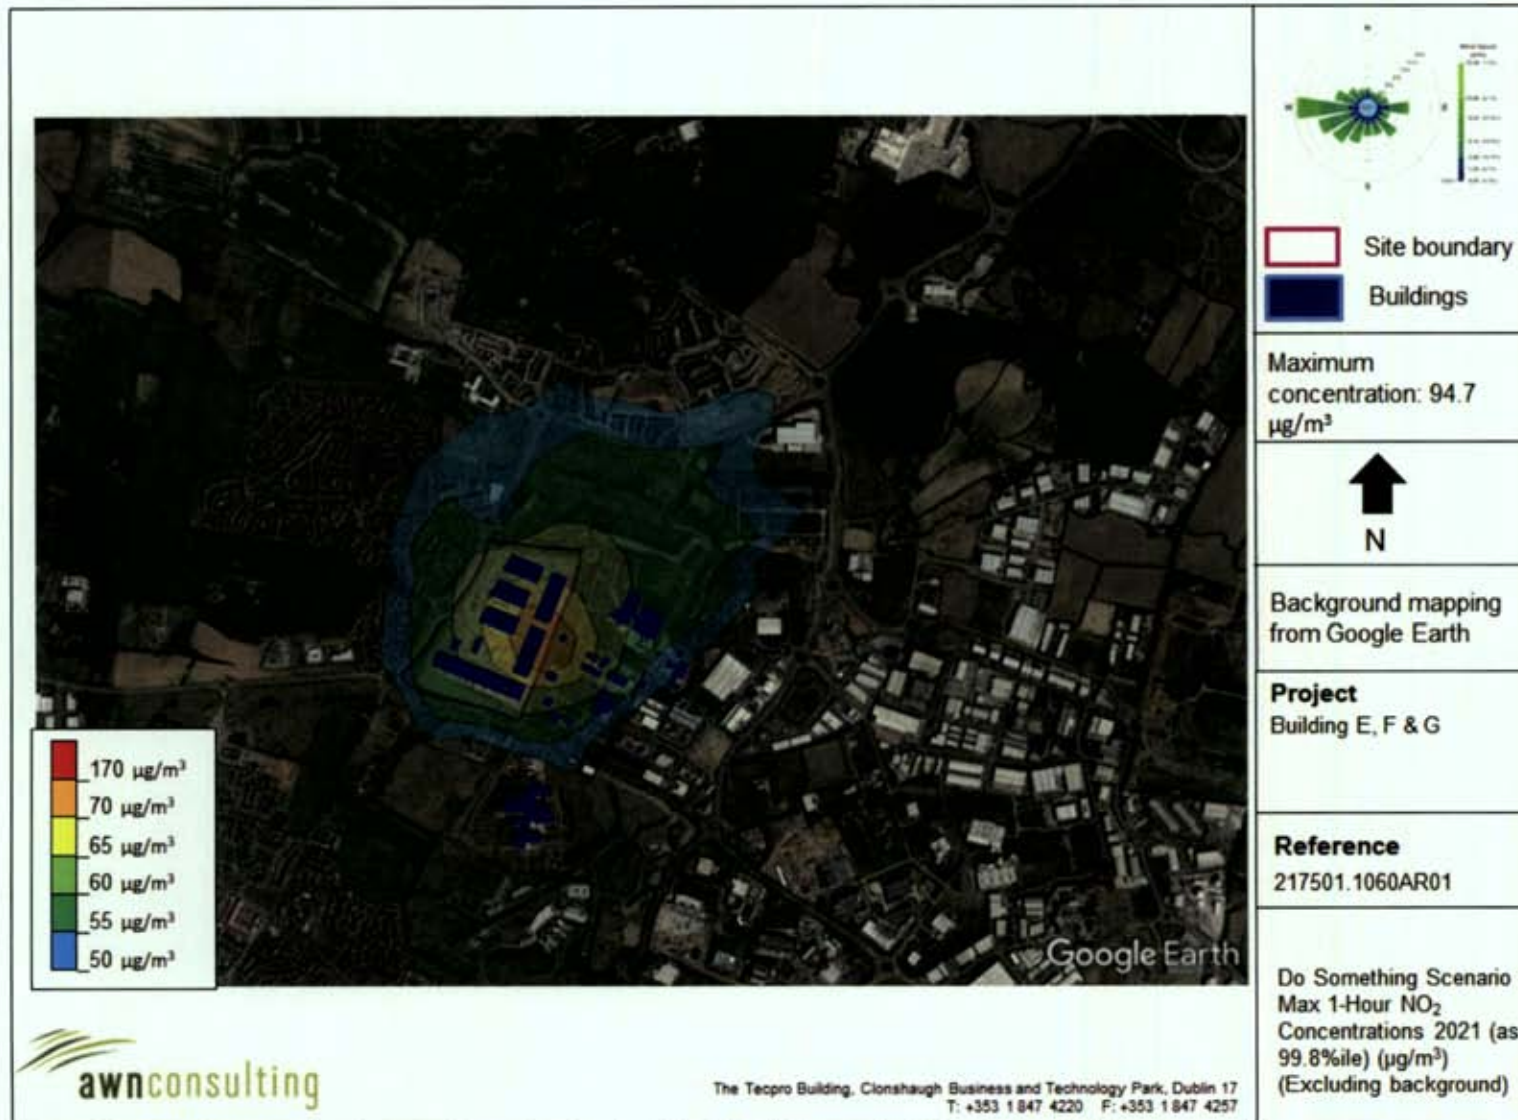 N
W
S
Site boundary
Buildings
Maximum
concentration: 94.7
µg/m³
N
Background mapping
from Google Earth
Project
Building E, F & G
Reference
217501.1060AR01
Do Something Scenario
Max 1-Hour NO₂
Concentrations 2021 (as
99.8%ile) (µg/m³)
(Excluding background)
170 µg/m³
70 µg/m³
65 µg/m³
60 µg/m³
55 µg/m³
50 µg/m³
Google Earth
awnconsulting
The Tecpro Building, Clonshaugh Business and Technology Park, Dublin 17
T: +353 1 847 4220 F: +353 1 847 4257